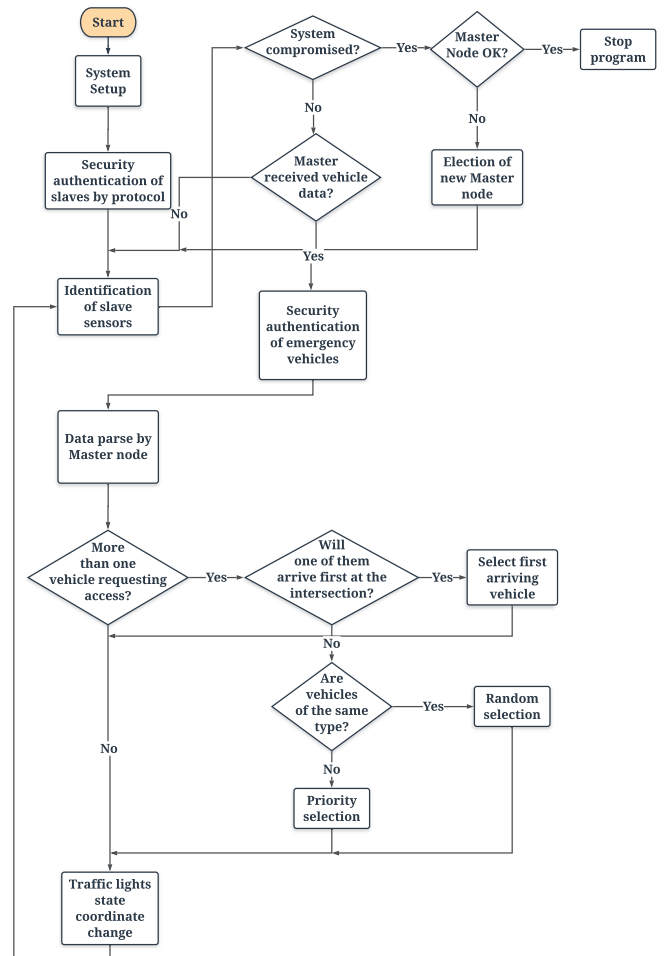 Start
System
Setup
Security
authentication of
slaves by protocol
Identification
of slave
sensors
System
compromised?
Yes
Master
Node OK?
Yes
Stop
program
No
No
Master
received vehicle
data?
No
Election of
new Master
node
Yes
Security
authentication
of emergency
vehicles
Data parse by
Master node
More
than one
vehicle requesting
access?
Yes
Will
one of them
arrive first at the
intersection?
Yes
Select first
arriving
vehicle
No
Are
vehicles
of the same
type?
Yes
Random
selection
No
No
Priority
selection
Traffic lights
state
coordinate
change